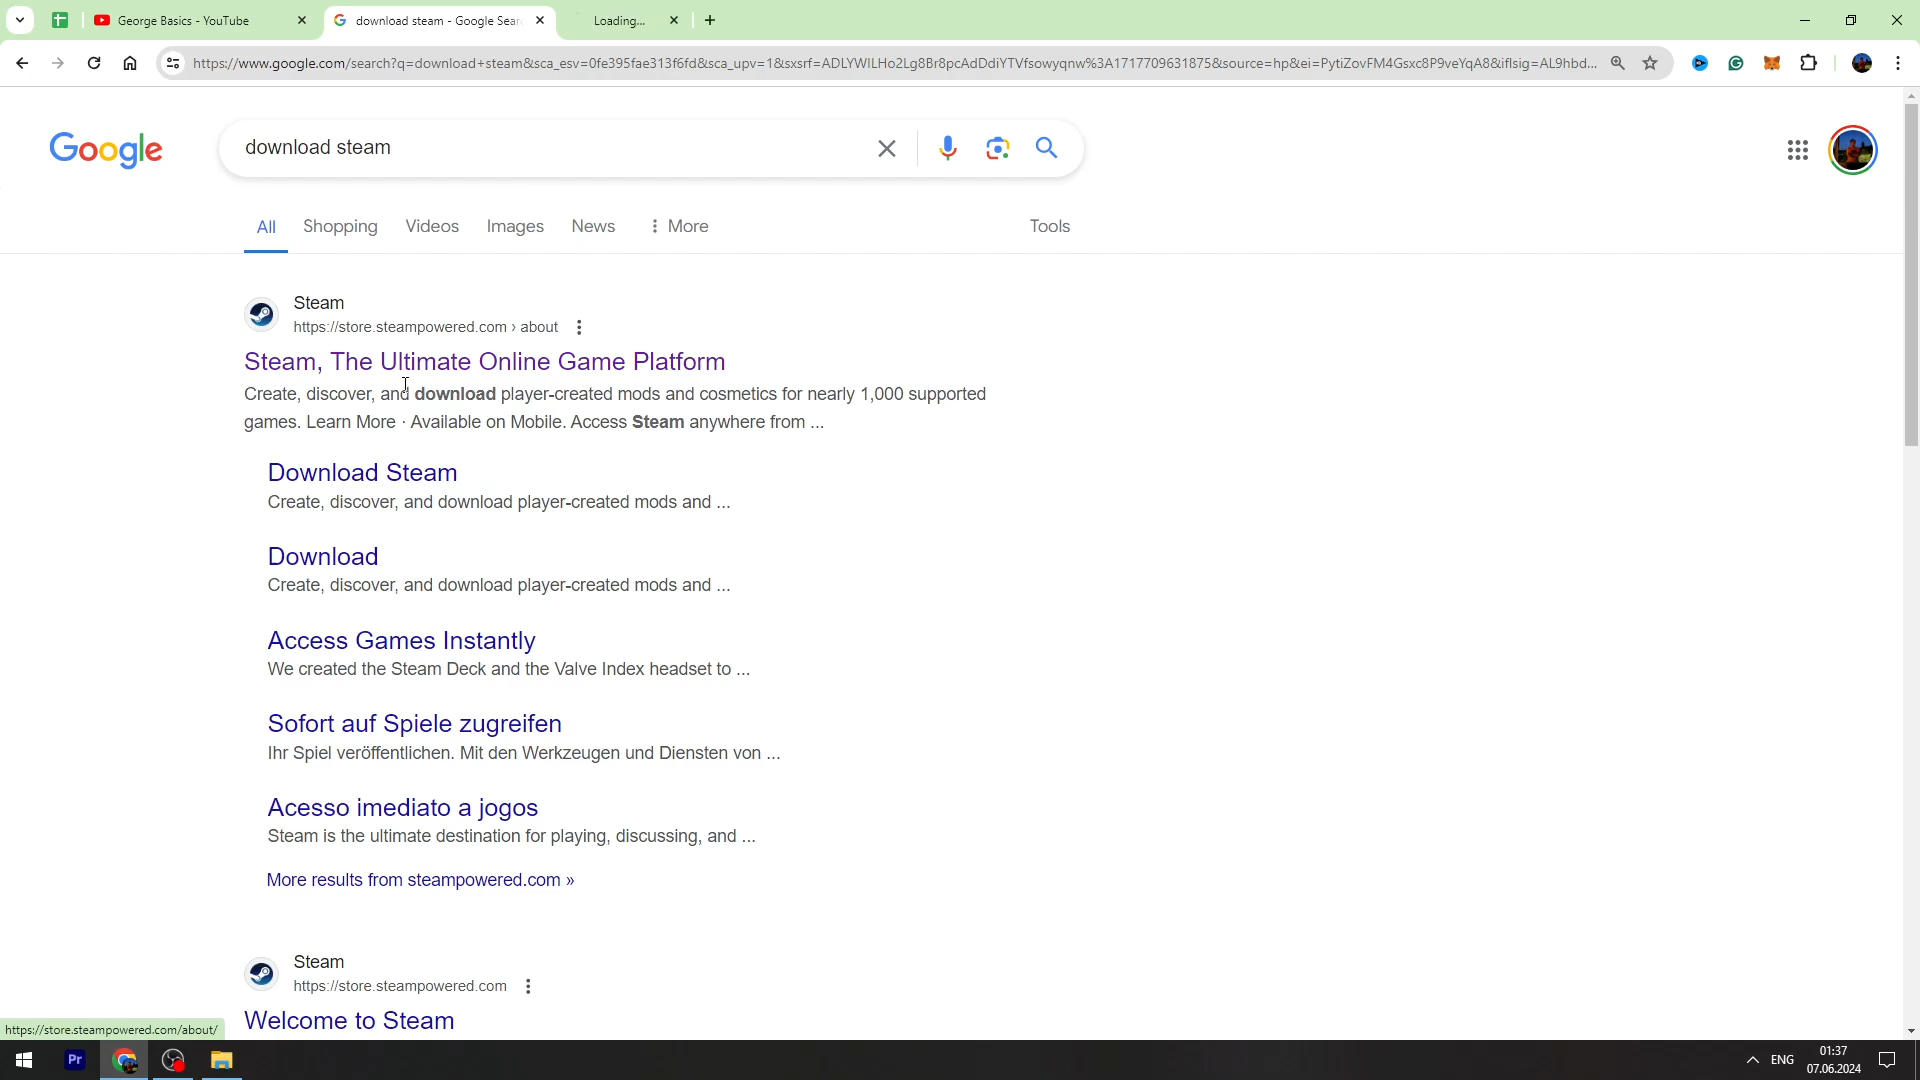 George Basics - YouTube
download steam - Google Sear
Loading...
https://www.google.com/search?q=download+steam&sca_esv=0fe395fae313f6fd&sca_upv=1&sxsrf=ADLYWILHo2Lg8Br8pcAdDdiYTVfsowyqnw%3A1717709631875&source=hp&ei=PytiZovFM4Gsxc8P9veYqA8&iflsig=AL9hbd...
Google
download steam
All
Shopping
Videos
Images
News
More
Tools
Steam
https://store.steampowered.com › about
Steam, The Ultimate Online Game Platform
Create, discover, and download player-created mods and cosmetics for nearly 1,000 supported
games. Learn More · Available on Mobile. Access Steam anywhere from ...
Download Steam
Create, discover, and download player-created mods and ...
Download
Create, discover, and download player-created mods and ...
Access Games Instantly
We created the Steam Deck and the Valve Index headset to ...
Sofort auf Spiele zugreifen
Ihr Spiel veröffentlichen. Mit den Werkzeugen und Diensten von ...
Acesso imediato a jogos
Steam is the ultimate destination for playing, discussing, and ...
More results from steampowered.com »
Steam
https://store.steampowered.com
Welcome to Steam
https://store.steampowered.com/about/
Pr
ENG
01:37
07.06.2024